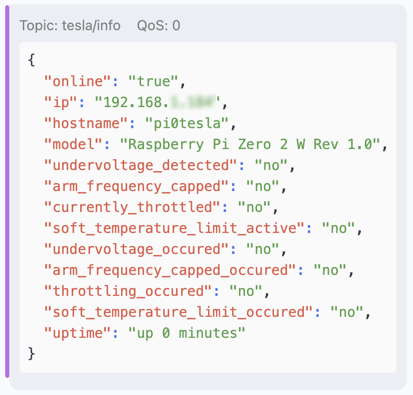 Topic: tesla/info QoS: 0
{
"online": "true",
"ip": "192.168.
"hostname": "pi0tesla",
"model": "Raspberry Pi Zero 2 W Rev 1.0",
"undervoltage_detected": "no",
"arm_frequency_capped": "no",
"currently_throttled": "no",
"soft_temperature_limit_active": "no",
"undervoltage_occured": "no",
"arm_frequency_capped_occured": "no",
"throttling_occured": "no",
"soft_temperature_limit_occured": "no",
"uptime": "up 0 minutes"
}